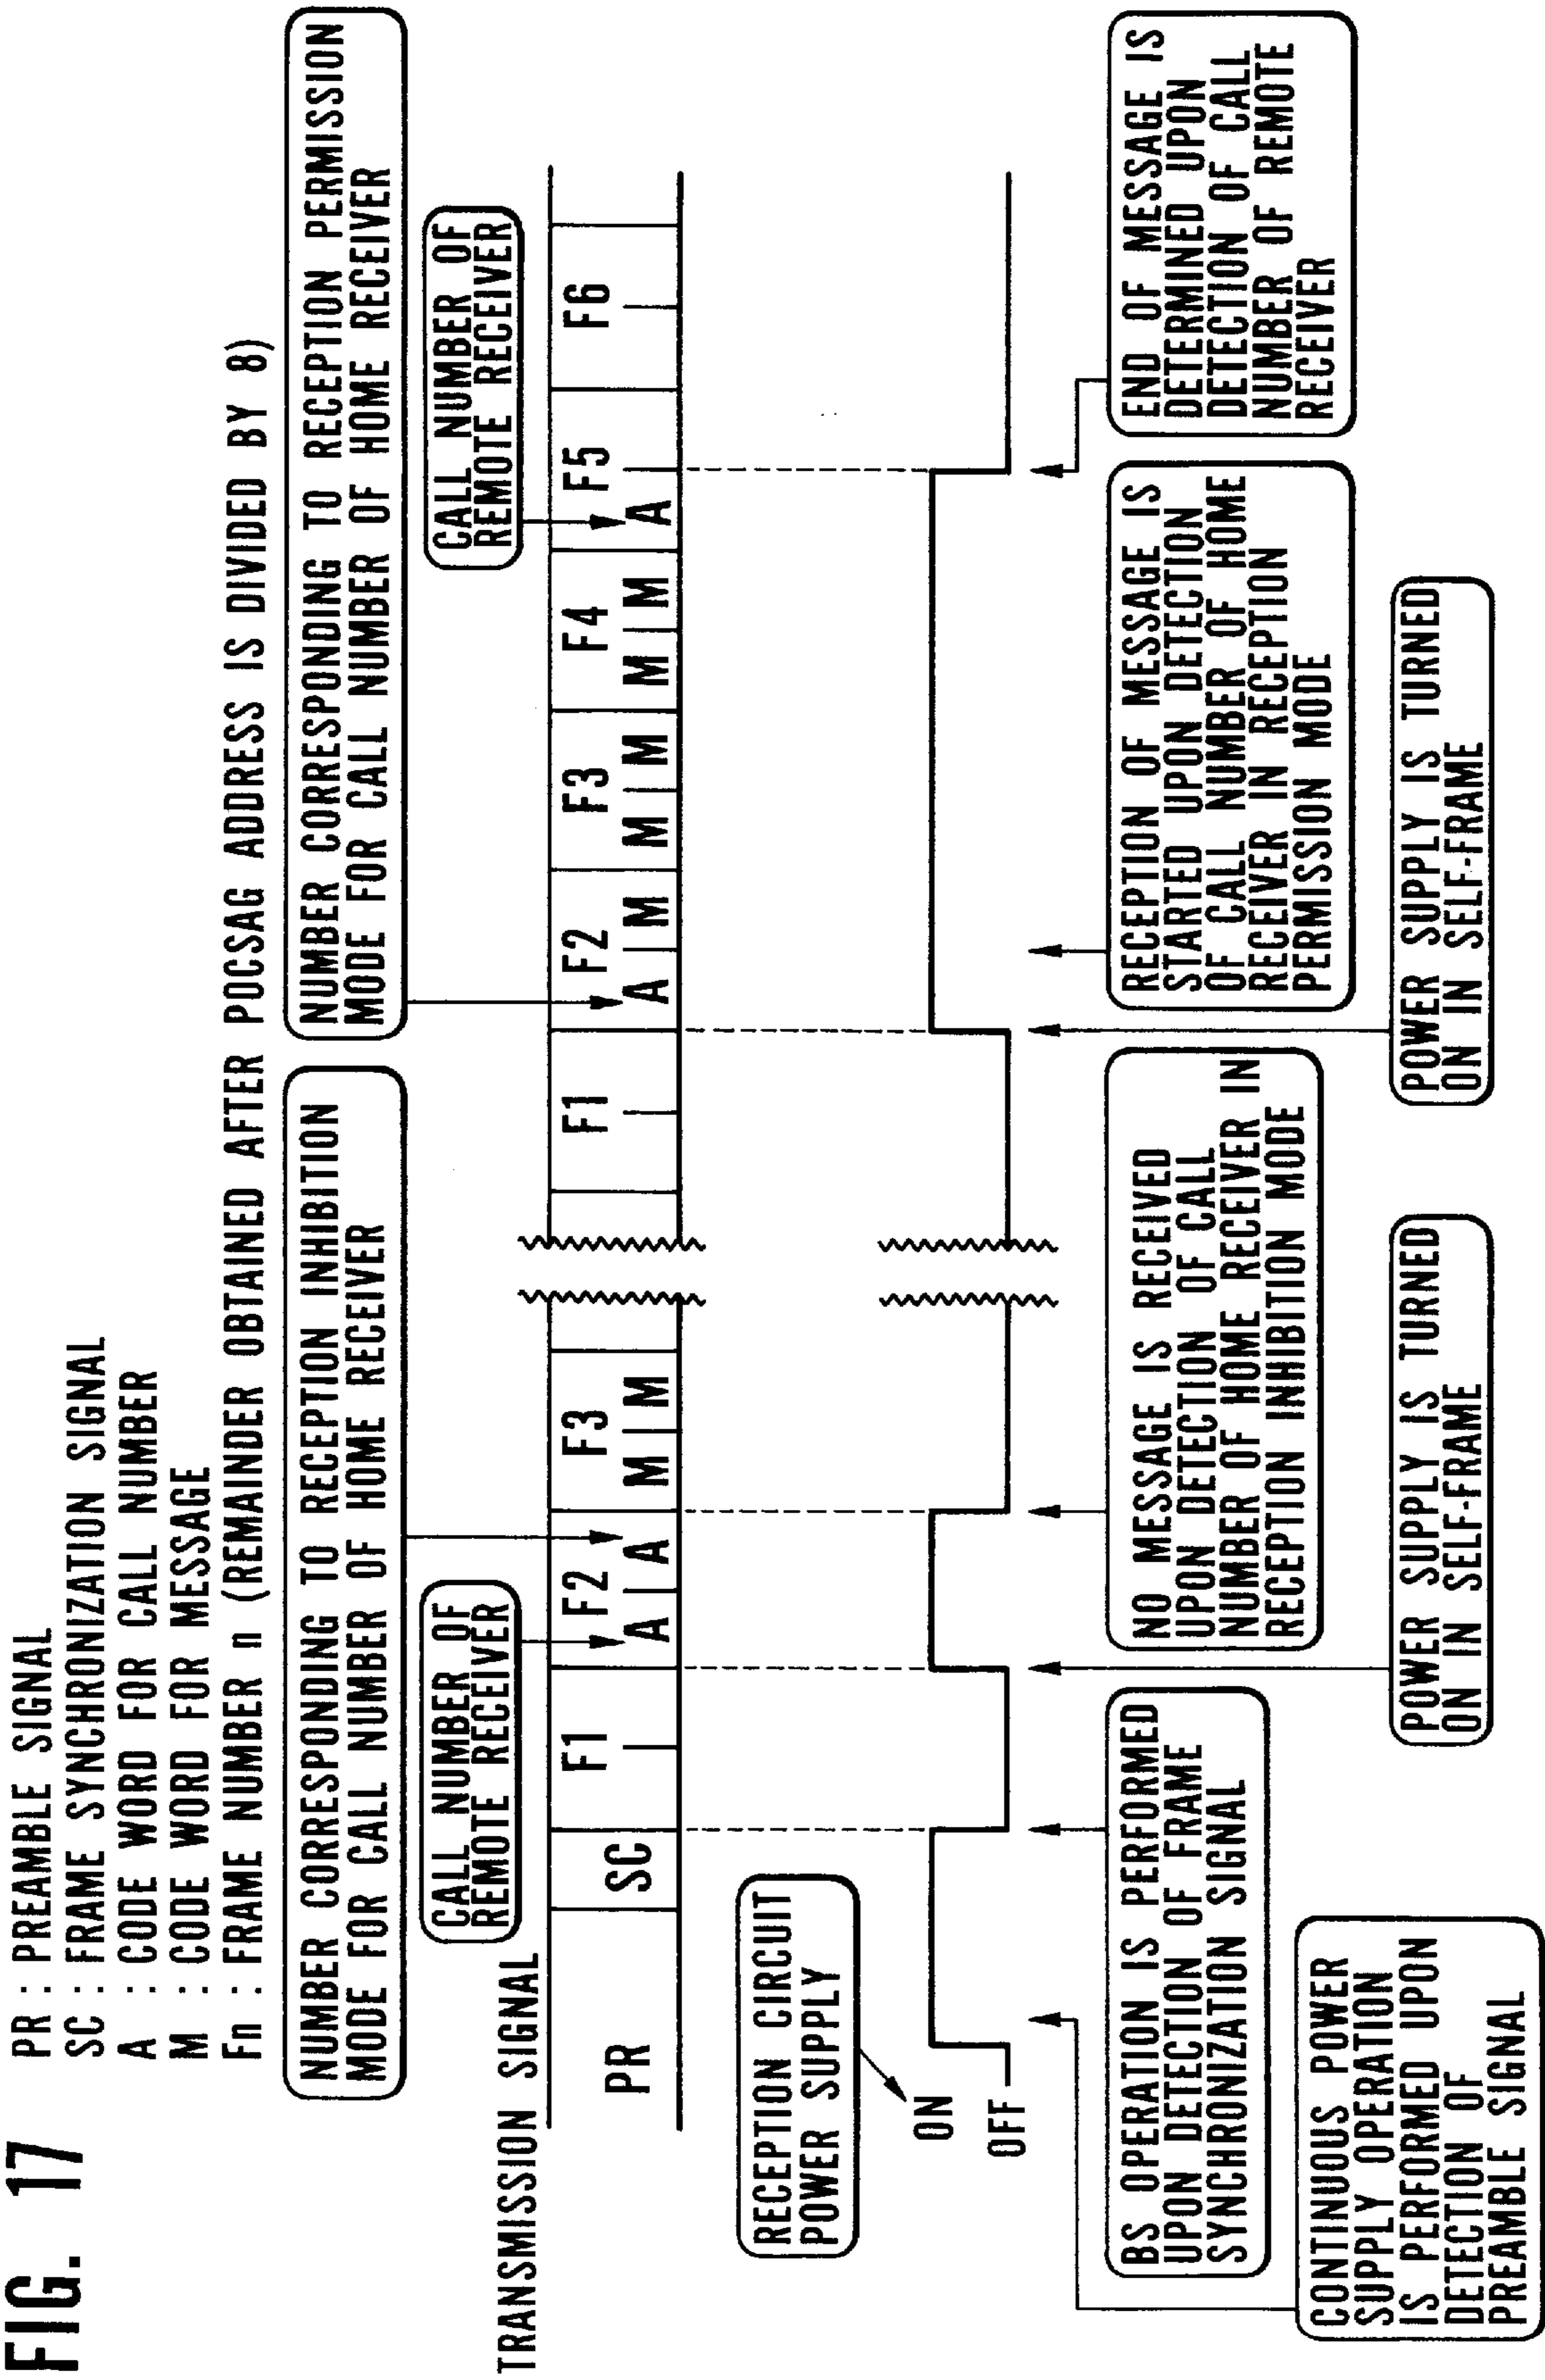 FIG. 17
PR : PREAMBLE SIGNAL
SC : FRAME SYNCHRONIZATION SIGNAL
A : CODE WORD FOR CALL NUMBER
M : CODE WORD FOR MESSAGE
Fn : FRAME NUMBER n (REMAINDER OBTAINED AFTER POCSAG ADDRESS IS DIVIDED BY 8)
NUMBER CORRESPONDING TO RECEPTION INHIBITION
MODE FOR CALL NUMBER OF HOME RECEIVER
NUMBER CORRESPONDING TO RECEPTION PERMISSION
MODE FOR CALL NUMBER OF HOME RECEIVER
CALL NUMBER OF
REMOTE RECEIVER
CALL NUMBER OF
REMOTE RECEIVER
TRANSMISSION SIGNAL
PR SC F1 F2 F3 F1 F2 F3 F4 F5 F6
A A M M A M M M M M A
RECEPTION CIRCUIT
POWER SUPPLY
ON
OFF
BS OPERATION IS PERFORMED
UPON DETECTION OF FRAME
SYNCHRONIZATION SIGNAL
NO MESSAGE IS RECEIVED
UPON DETECTION OF CALL
NUMBER OF HOME RECEIVER IN
RECEPTION INHIBITION MODE
RECEPTION OF MESSAGE IS
STARTED UPON DETECTION
OF CALL NUMBER OF HOME
RECEIVER IN RECEPTION
PERMISSION MODE
END OF MESSAGE IS
DETERMINED UPON
DETECTION OF CALL
NUMBER OF REMOTE
RECEIVER
CONTINUOUS POWER
SUPPLY OPERATION
IS PERFORMED UPON
DETECTION OF
PREAMBLE SIGNAL
POWER SUPPLY IS TURNED
ON IN SELF-FRAME
POWER SUPPLY IS TURNED
ON IN SELF-FRAME